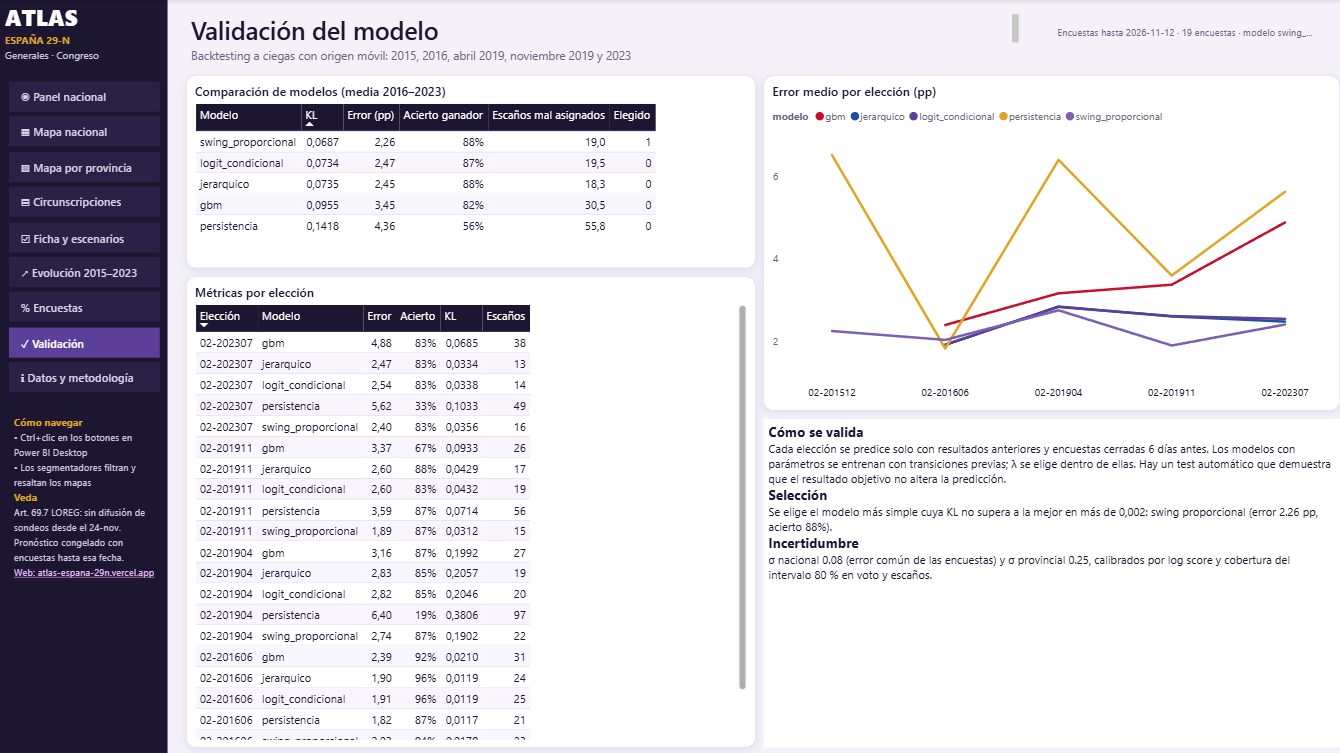 ATLAS
ESPAÑA 29-N
Generales · Congreso
◉ Panel nacional
Mapa nacional
Mapa por provincia
Circunscripciones
☑ Ficha y escenarios
↗ Evolución 2015–2023
% Encuestas
✓ Validación
ℹ Datos y metodología
Cómo navegar
• Ctrl+clic en los botones en
Power BI Desktop
• Los segmentadores filtran y
resaltan los mapas
Veda
Art. 69.7 LOREG: sin difusión de
sondeos desde el 24-nov.
Pronóstico congelado con
encuestas hasta esa fecha.
Web: atlas-espana-29n.vercel.app
Validación del modelo
Backtesting a ciegas con origen móvil: 2015, 2016, abril 2019, noviembre 2019 y 2023
Encuestas hasta 2026-11-12 · 19 encuestas · modelo swing_...
Comparación de modelos (media 2016–2023)
Modelo KL Error (pp) Acierto ganador Escaños mal asignados Elegido
swing_proporcional 0,0687 2,26 88% 19,0 1
logit_condicional 0,0734 2,47 87% 19,5 0
jerarquico 0,0735 2,45 88% 18,3 0
gbm 0,0955 3,45 82% 30,5 0
persistencia 0,1418 4,36 56% 55,8 0
Métricas por elección
Elección Modelo Error Acierto KL Escaños
02-202307 gbm 4,88 83% 0,0685 38
02-202307 jerarquico 2,47 83% 0,0334 13
02-202307 logit_condicional 2,54 83% 0,0338 14
02-202307 persistencia 5,62 33% 0,1033 49
02-202307 swing_proporcional 2,40 83% 0,0356 16
02-201911 gbm 3,37 67% 0,0933 26
02-201911 jerarquico 2,60 88% 0,0429 17
02-201911 logit_condicional 2,60 83% 0,0432 19
02-201911 persistencia 3,59 87% 0,0714 56
02-201911 swing_proporcional 1,89 87% 0,0312 15
02-201904 gbm 3,16 87% 0,1992 27
02-201904 jerarquico 2,83 85% 0,2057 19
02-201904 logit_condicional 2,82 85% 0,2046 20
02-201904 persistencia 6,40 19% 0,3806 97
02-201904 swing_proporcional 2,74 87% 0,1902 22
02-201606 gbm 2,39 92% 0,0210 31
02-201606 jerarquico 1,90 96% 0,0119 24
02-201606 logit_condicional 1,91 96% 0,0119 25
02-201606 persistencia 1,82 87% 0,0117 21
Error medio por elección (pp)
modelo gbm jerarquico logit_condicional persistencia swing_proporcional
6
4
2
02-201512 02-201606 02-201904 02-201911 02-202307
Cómo se valida
Cada elección se predice solo con resultados anteriores y encuestas cerradas 6 días antes. Los modelos con
parámetros se entrenan con transiciones previas; λ se elige dentro de ellas. Hay un test automático que demuestra
que el resultado objetivo no altera la predicción.
Selección
Se elige el modelo más simple cuya KL no supera a la mejor en más de 0,002: swing proporcional (error 2.26 pp,
acierto 88%).
Incertidumbre
σ nacional 0.08 (error común de las encuestas) y σ provincial 0.25, calibrados por log score y cobertura del
intervalo 80 % en voto y escaños.